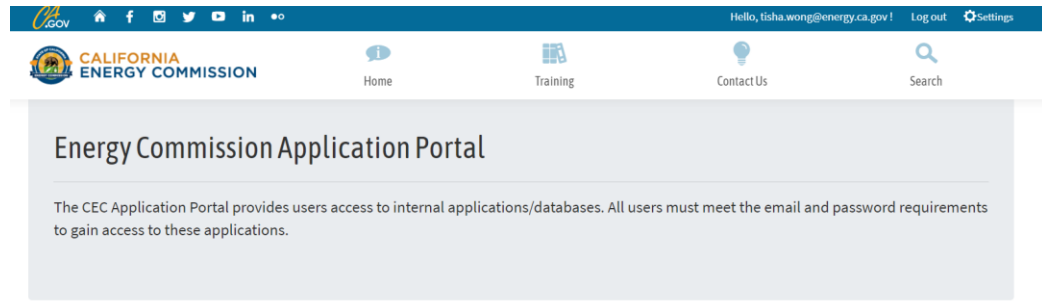 CA.GOV
Hello, tisha.wong@energy.ca.gov! Log out Settings
CALIFORNIA
ENERGY COMMISSION
Home Training Contact Us Search
Energy Commission Application Portal
The CEC Application Portal provides users access to internal applications/databases. All users must meet the email and password requirements
to gain access to these applications.